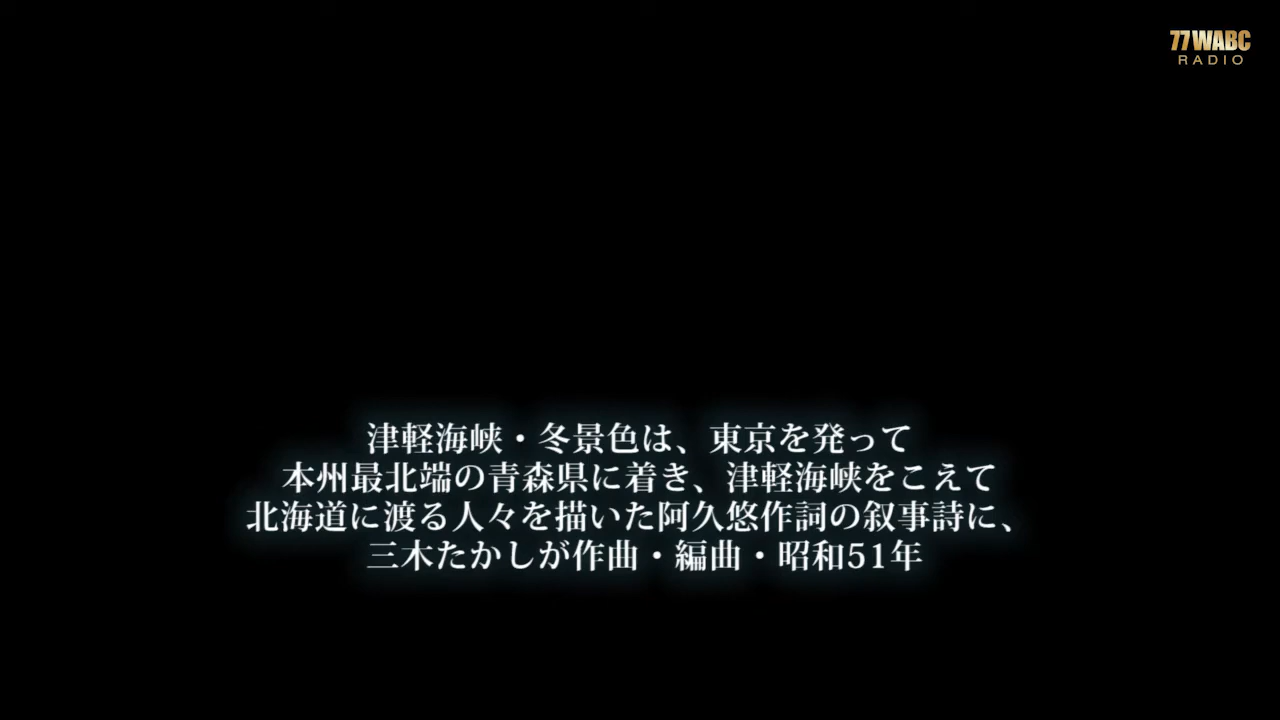 77WABC
RADIO
津軽海峡・冬景色は、東京を発って
本州最北端の青森県に着き、津軽海峡をこえて
北海道に渡る人々を描いた阿久悠作詞の叙事詩に、
三木たかしが作曲・編曲・昭和51年